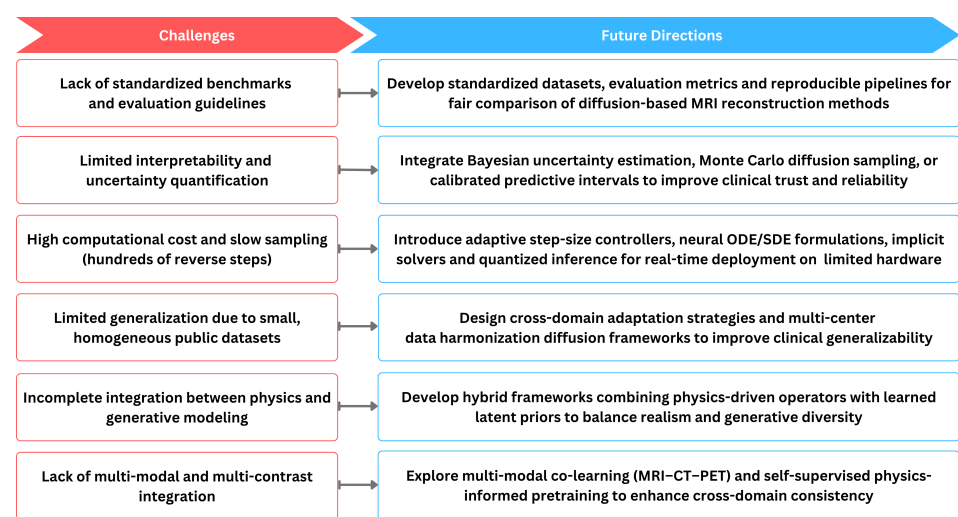 Challenges
Future Directions
Lack of standardized benchmarks
and evaluation guidelines
Develop standardized datasets, evaluation metrics and reproducible pipelines for
fair comparison of diffusion-based MRI reconstruction methods
Limited interpretability and
uncertainty quantification
Integrate Bayesian uncertainty estimation, Monte Carlo diffusion sampling, or
calibrated predictive intervals to improve clinical trust and reliability
High computational cost and slow sampling
(hundreds of reverse steps)
Introduce adaptive step-size controllers, neural ODE/SDE formulations, implicit
solvers and quantized inference for real-time deployment on limited hardware
Limited generalization due to small,
homogeneous public datasets
Design cross-domain adaptation strategies and multi-center
data harmonization diffusion frameworks to improve clinical generalizability
Incomplete integration between physics and
generative modeling
Develop hybrid frameworks combining physics-driven operators with learned
latent priors to balance realism and generative diversity
Lack of multi-modal and multi-contrast
integration
Explore multi-modal co-learning (MRI–CT–PET) and self-supervised physics-
informed pretraining to enhance cross-domain consistency